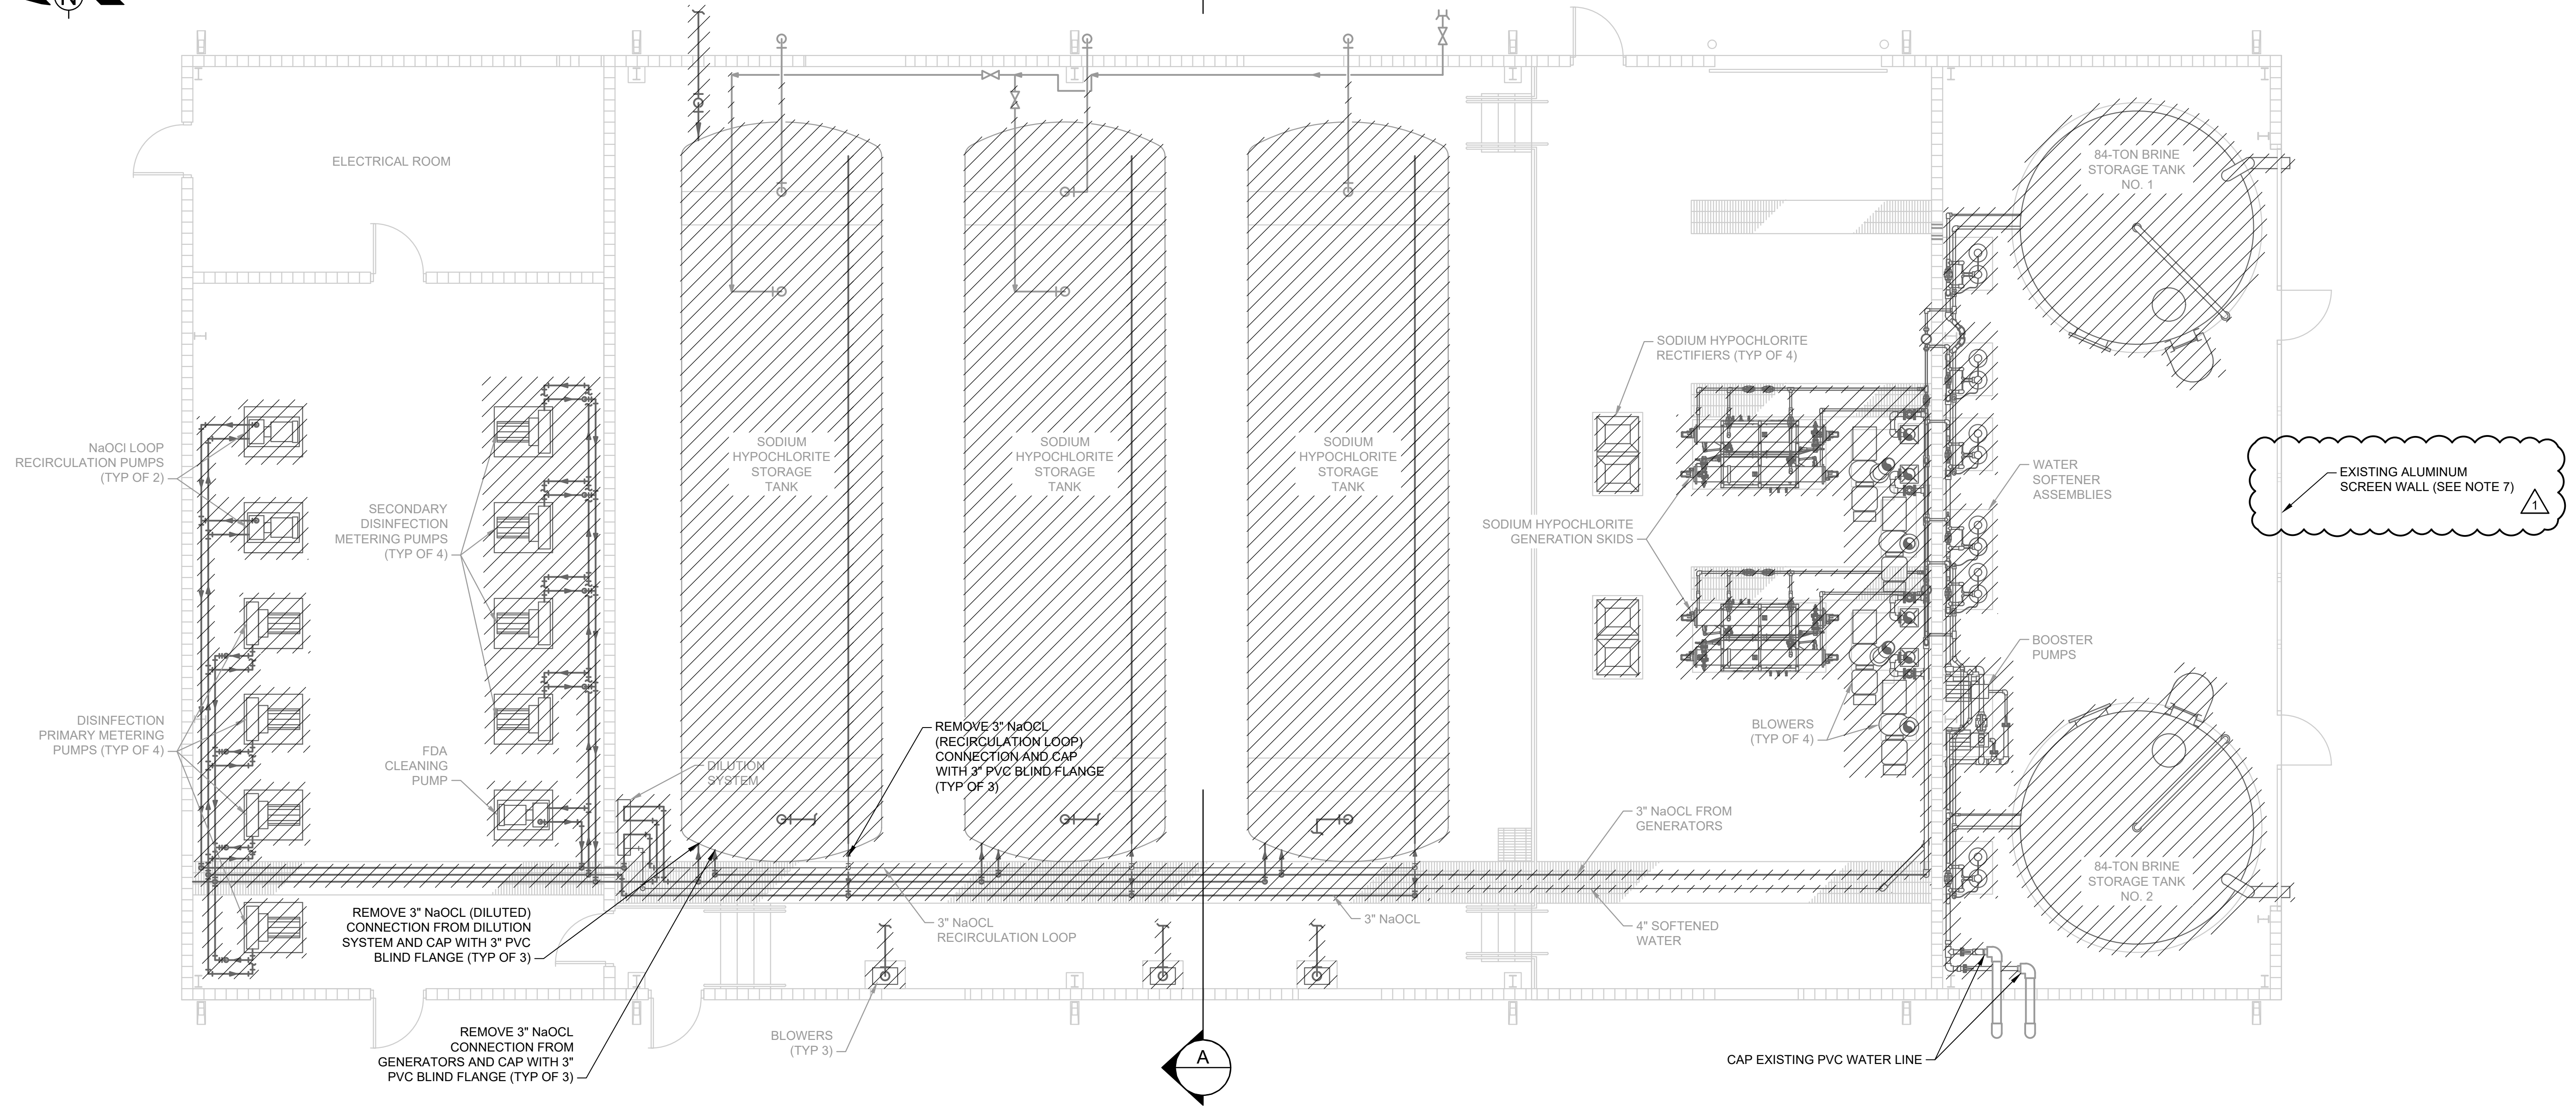 N
ELECTRICAL ROOM
84-TON BRINE
STORAGE TANK
NO. 1
SODIUM HYPOCHLORITE
RECTIFIERS (TYP OF 4)
NaOCl LOOP
RECIRCULATION PUMPS
(TYP OF 2)
SODIUM
HYPOCHLORITE
STORAGE
TANK
SODIUM
HYPOCHLORITE
STORAGE
TANK
SODIUM
HYPOCHLORITE
STORAGE
TANK
WATER
SOFTENER
ASSEMBLIES
EXISTING ALUMINUM
SCREEN WALL (SEE NOTE 7)
1
SECONDARY
DISINFECTION
METERING PUMPS
(TYP OF 4)
SODIUM HYPOCHLORITE
GENERATION SKIDS
BOOSTER
PUMPS
DISINFECTION
PRIMARY METERING
PUMPS (TYP OF 4)
FDA
CLEANING
PUMP
DILUTION
SYSTEM
REMOVE 3" NaOCL
(RECIRCULATION LOOP)
CONNECTION AND CAP
WITH 3" PVC BLIND FLANGE
(TYP OF 3)
BLOWERS
(TYP OF 4)
3" NaOCL FROM
GENERATORS
84-TON BRINE
STORAGE TANK
NO. 2
REMOVE 3" NaOCL (DILUTED)
CONNECTION FROM DILUTION
SYSTEM AND CAP WITH 3" PVC
BLIND FLANGE (TYP OF 3)
3" NaOCL
RECIRCULATION LOOP
3" NaOCL
4" SOFTENED
WATER
REMOVE 3" NaOCL
CONNECTION FROM
GENERATORS AND CAP WITH 3"
PVC BLIND FLANGE (TYP OF 3)
BLOWERS
(TYP 3)
A
CAP EXISTING PVC WATER LINE